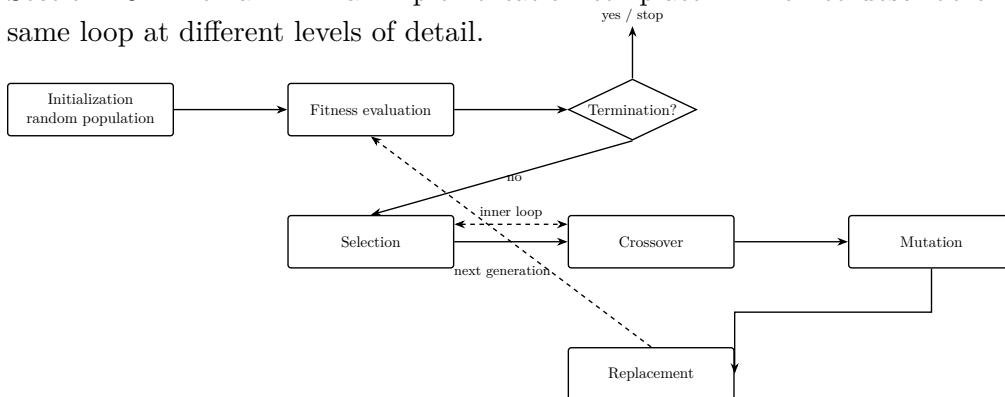 same loop at different levels of detail.
yes / stop
Initialization
random population
Fitness evaluation
Termination?
no
inner loop
Selection
Crossover
Mutation
next generation
Replacement